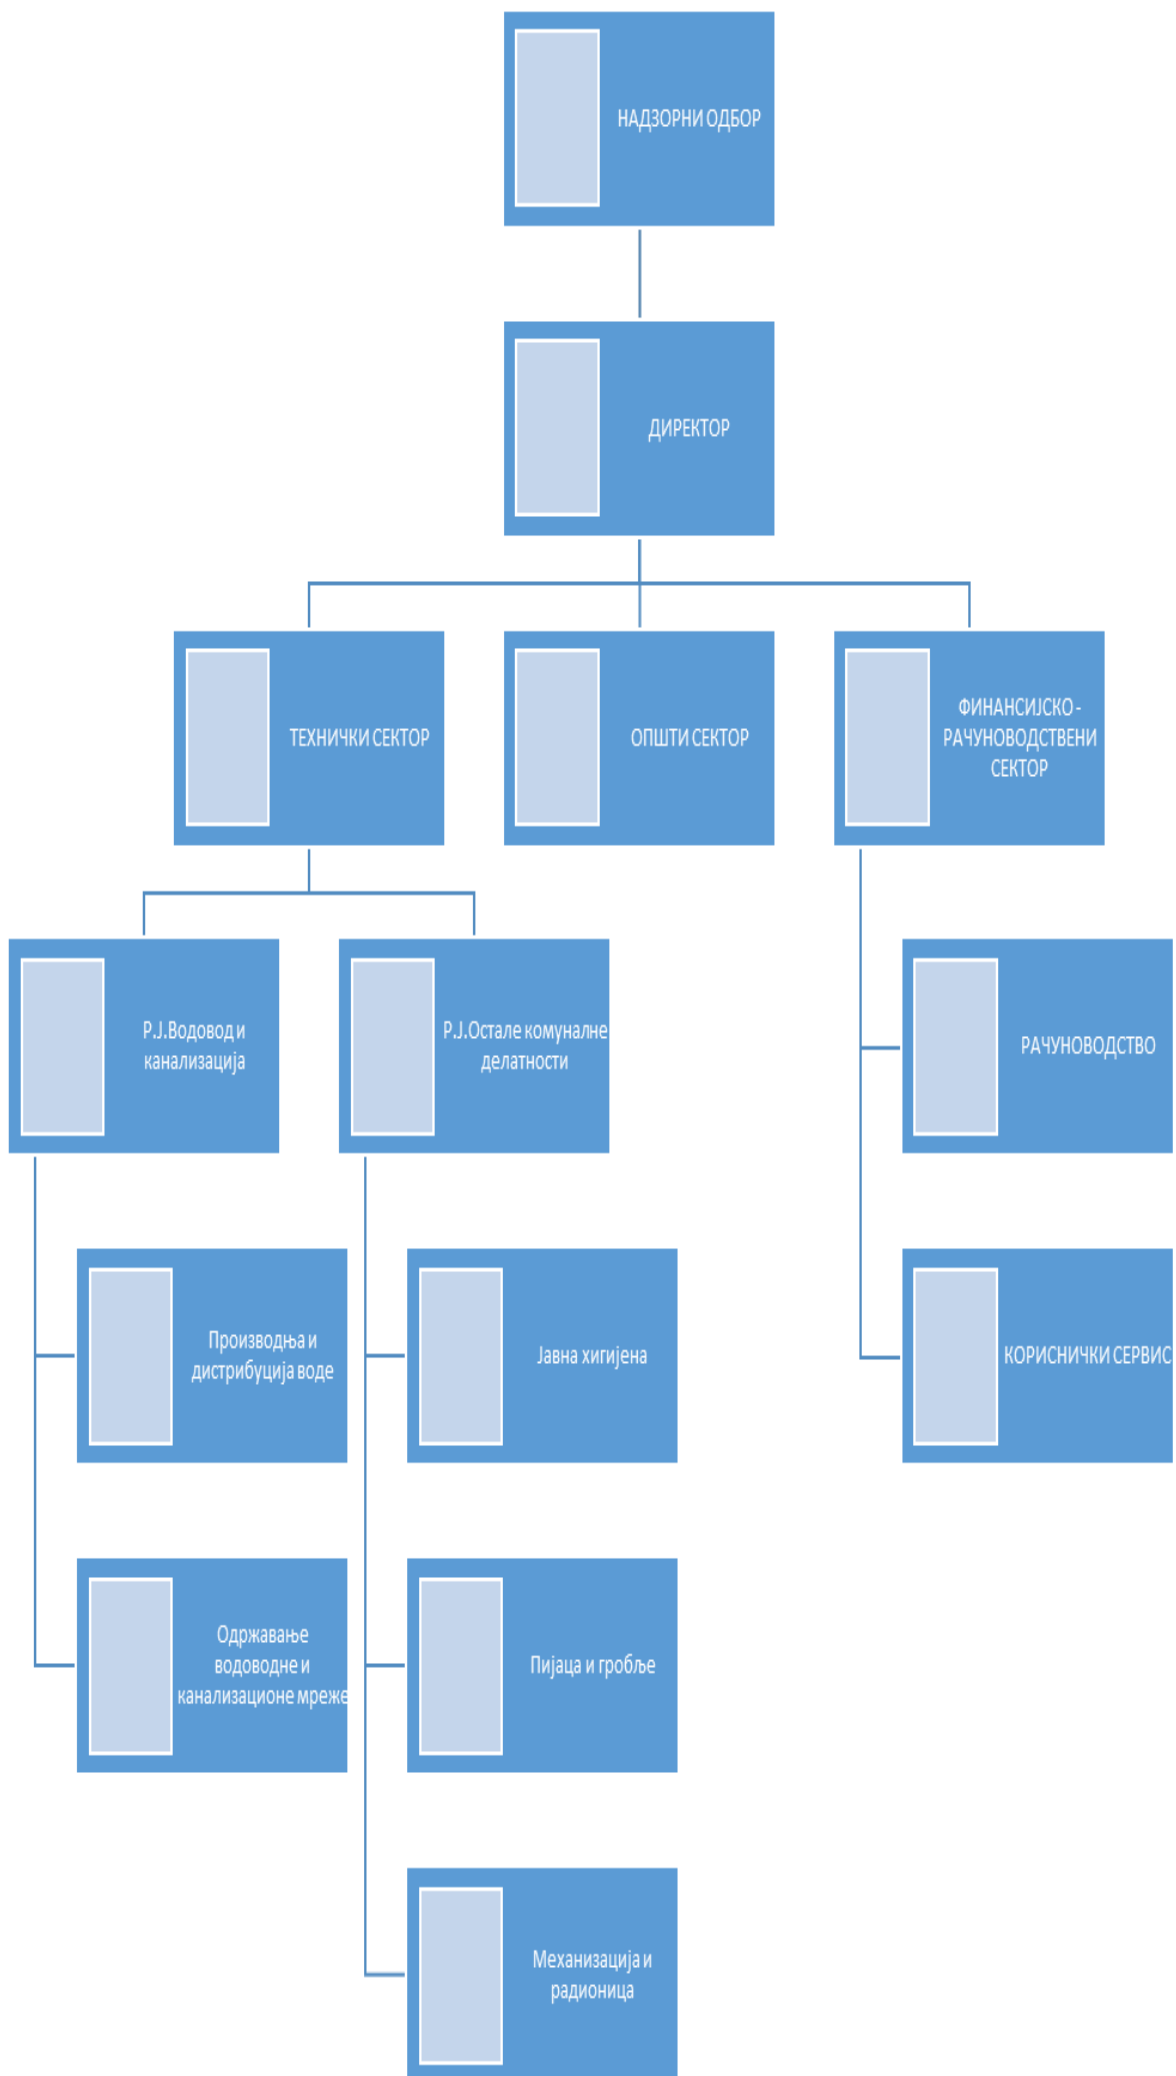 НАДЗОРНИ ОДБОР
ДИРЕКТОР
ТЕХНИЧКИ СЕКТОР
ОПШТИ СЕКТОР
ФИНАНСИЈСКО -
РАЧУНОВОДСТВЕНИ
СЕКТОР
Р.Ј.Водовод и
канализација
Р.Ј.Остале комуналне
делатности
РАЧУНОВОДСТВО
Производња и
дистрибуција воде
Јавна хигијена
КОРИСНИЧКИ СЕРВИС
Одржавање
водоводне и
канализационе мреже
Пијаца и гробље
Механизација и
радионица